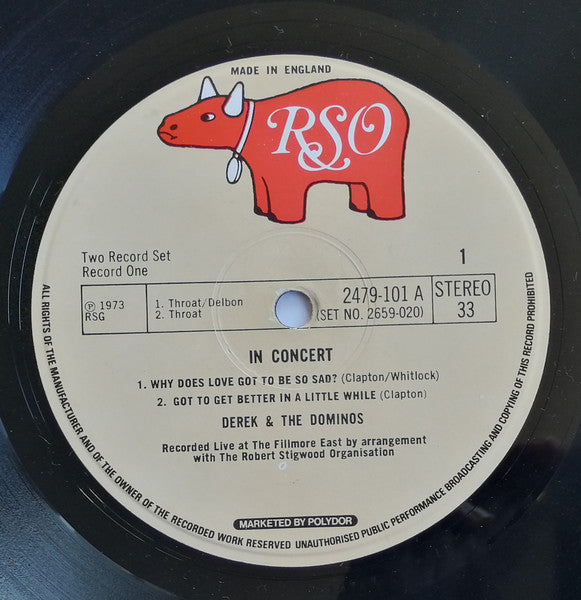 MADE IN ENGLAND
RSO
Two Record Set
Record One
1
℗ 1973
RSG
1. Throat/Delbon
2. Throat
2479-101 A
(SET NO. 2659-020)
STEREO
33
IN CONCERT
1. WHY DOES LOVE GOT TO BE SO SAD? (Clapton/Whitlock)
2. GOT TO GET BETTER IN A LITTLE WHILE (Clapton)
DEREK & THE DOMINOS
Recorded Live at The Fillmore East by arrangement
with The Robert Stigwood Organisation
MARKETED BY POLYDOR
ALL RIGHTS OF THE MANUFACTURER AND OF THE OWNER OF THE RECORDED WORK RESERVED UNAUTHORISED PUBLIC PERFORMANCE BROADCASTING AND COPYING OF THIS RECORD PROHIBITED